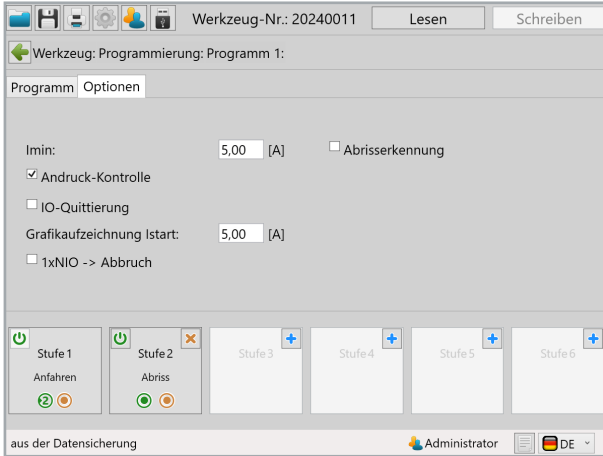 Werkzeug-Nr.: 20240011 Lesen Schreiben
Werkzeug: Programmierung: Programm 1:
Programm Optionen
Imin: 5,00 [A] Abrisserkennung
Andruck-Kontrolle
IO-Quittierung
Grafikaufzeichnung Istart: 5,00 [A]
1xNIO -> Abbruch
Stufe 1 Stufe 2 Stufe 3 Stufe 4 Stufe 5 Stufe 6
Anfahren Abriss
2
aus der Datensicherung Administrator DE